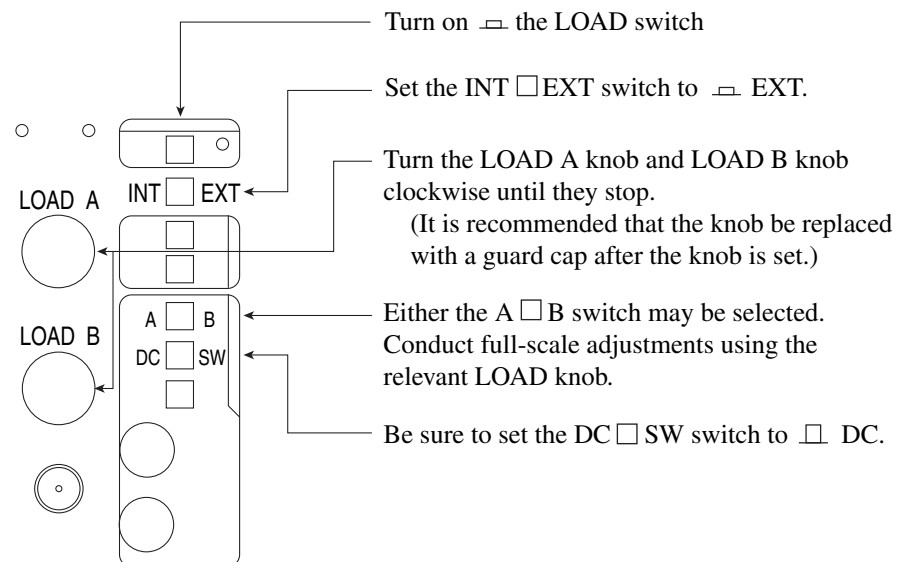 Turn on the LOAD switch
Set the INT □ EXT switch to EXT.
INT □ EXT
Turn the LOAD A knob and LOAD B knob
clockwise until they stop.
(It is recommended that the knob be replaced
with a guard cap after the knob is set.)
LOAD A
Either the A □ B switch may be selected.
Conduct full-scale adjustments using the
relevant LOAD knob.
A □ B
LOAD B
DC □ SW
Be sure to set the DC □ SW switch to DC.